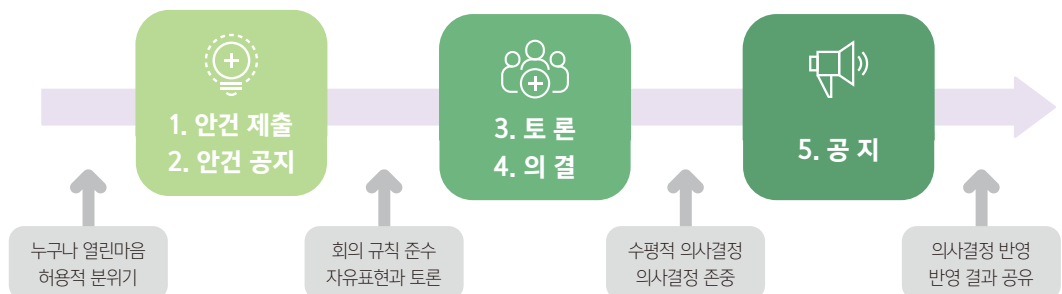 1. 안건 제출
2. 안건 공지
3. 토 론
4. 의 결
5. 공 지
누구나 열린마음
허용적 분위기
회의 규칙 준수
자유표현과 토론
수평적 의사결정
의사결정 존중
의사결정 반영
반영 결과 공유